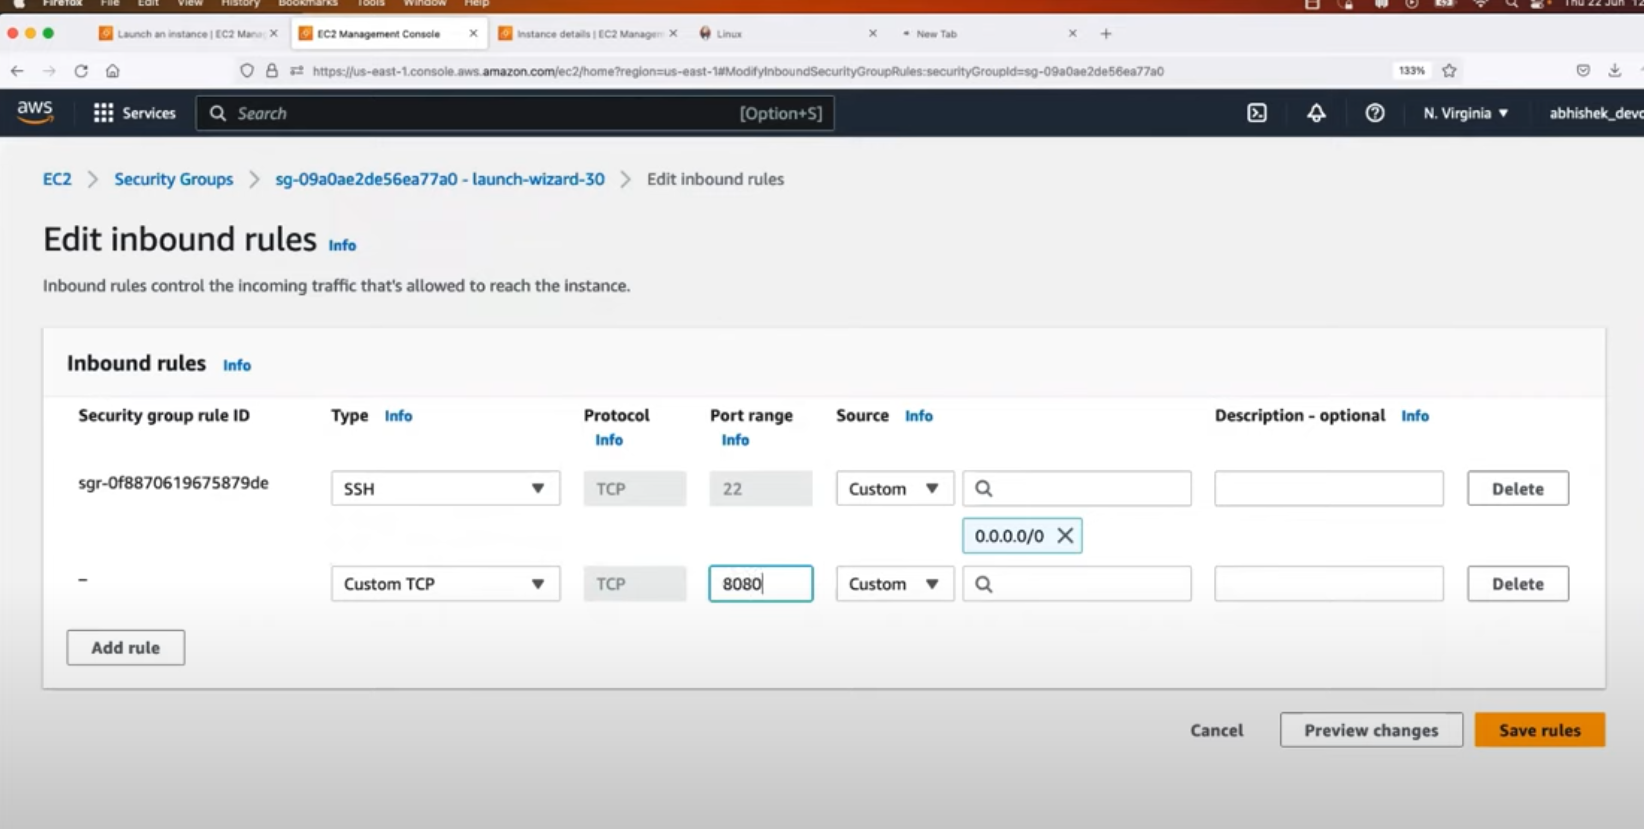 Firefox File Edit View History Bookmarks Tools Window Help Thu 22 Jun 12
Launch an instance | EC2 Mana
EC2 Management Console
Instance details | EC2 Managem
Linux
New Tab
https://us-east-1.console.aws.amazon.com/ec2/home?region=us-east-1#ModifyInboundSecurityGroupRules:securityGroupId=sg-09a0ae2de56ea77a0 133%
aws Services Search [Option+S] N. Virginia abhishek_devo
EC2 > Security Groups > sg-09a0ae2de56ea77a0 - launch-wizard-30 > Edit inbound rules
Edit inbound rules Info
Inbound rules control the incoming traffic that's allowed to reach the instance.
Inbound rules Info
Security group rule ID Type Info Protocol Info Port range Info Source Info Description - optional Info
sgr-0f8870619675879de SSH TCP 22 Custom Delete
0.0.0.0/0
– Custom TCP TCP 8080 Custom Delete
Add rule
Cancel Preview changes Save rules